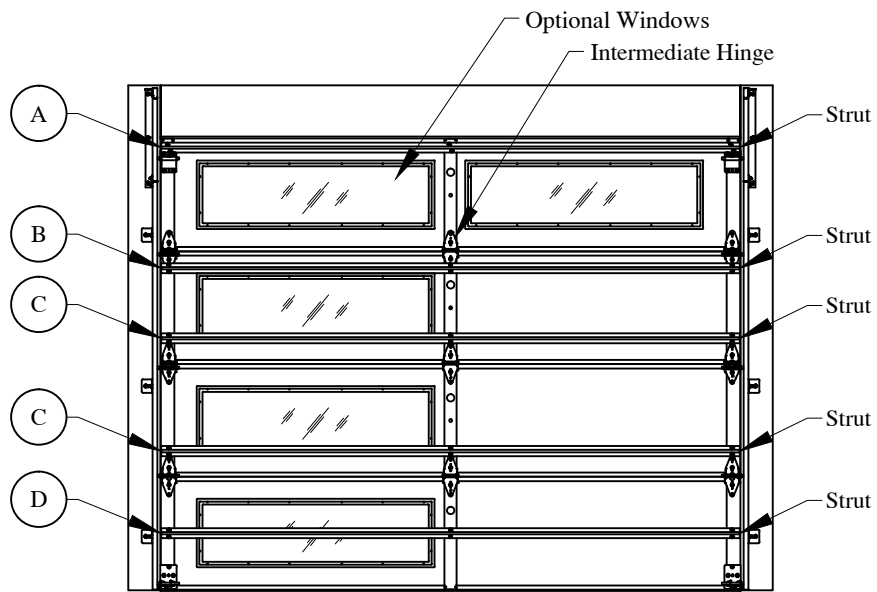 Optional Windows
Intermediate Hinge
A
Strut
B
Strut
C
Strut
C
Strut
D
Strut